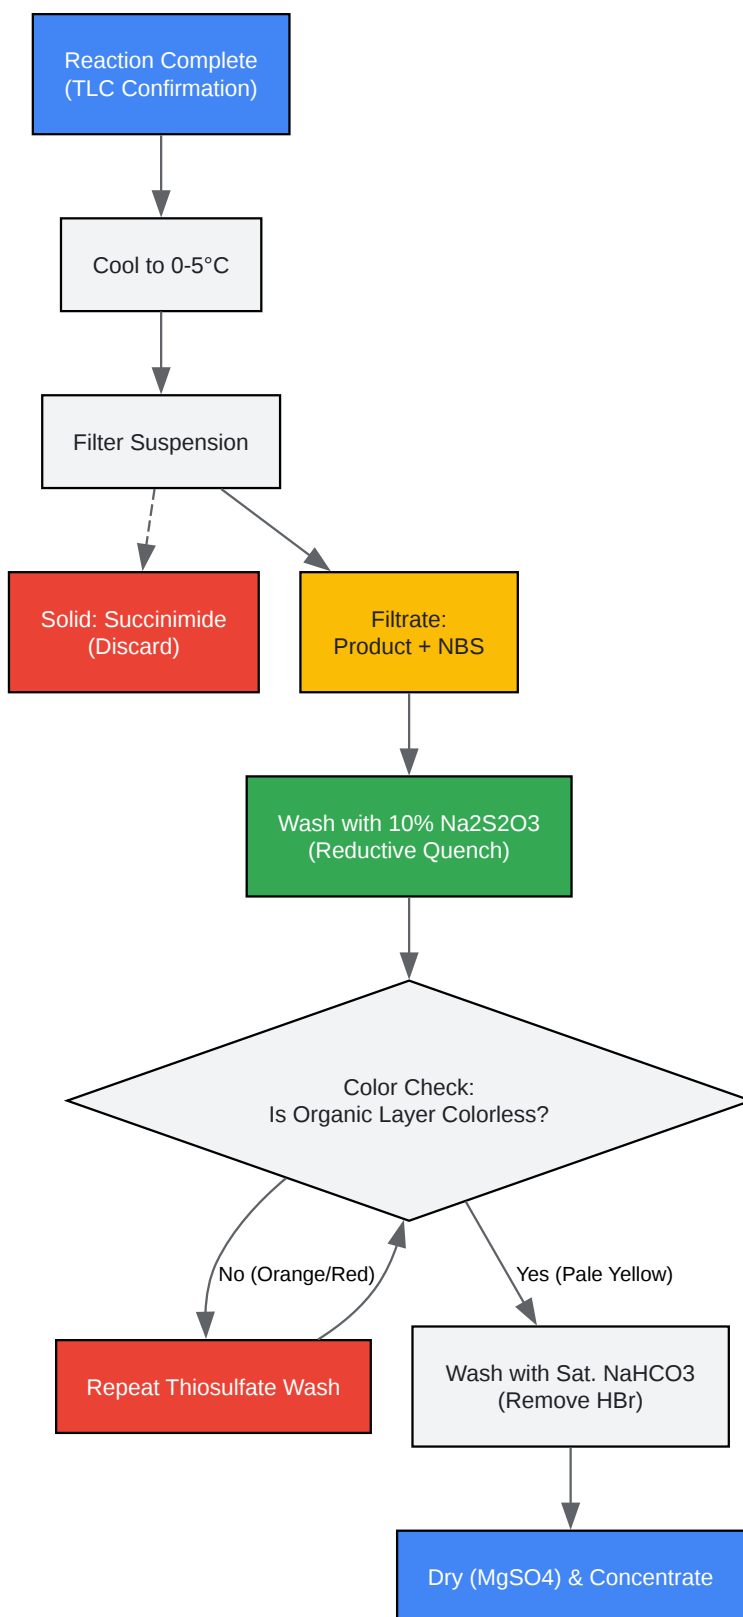 Reaction Complete
(TLC Confirmation)
Cool to 0-5°C
Filter Suspension
Solid: Succinimide
(Discard)
Filtrate:
Product + NBS
Wash with 10% Na2S2O3
(Reductive Quench)
Color Check:
Is Organic Layer Colorless?
No (Orange/Red)
Yes (Pale Yellow)
Repeat Thiosulfate Wash
Wash with Sat. NaHCO3
(Remove HBr)
Dry (MgSO4) & Concentrate